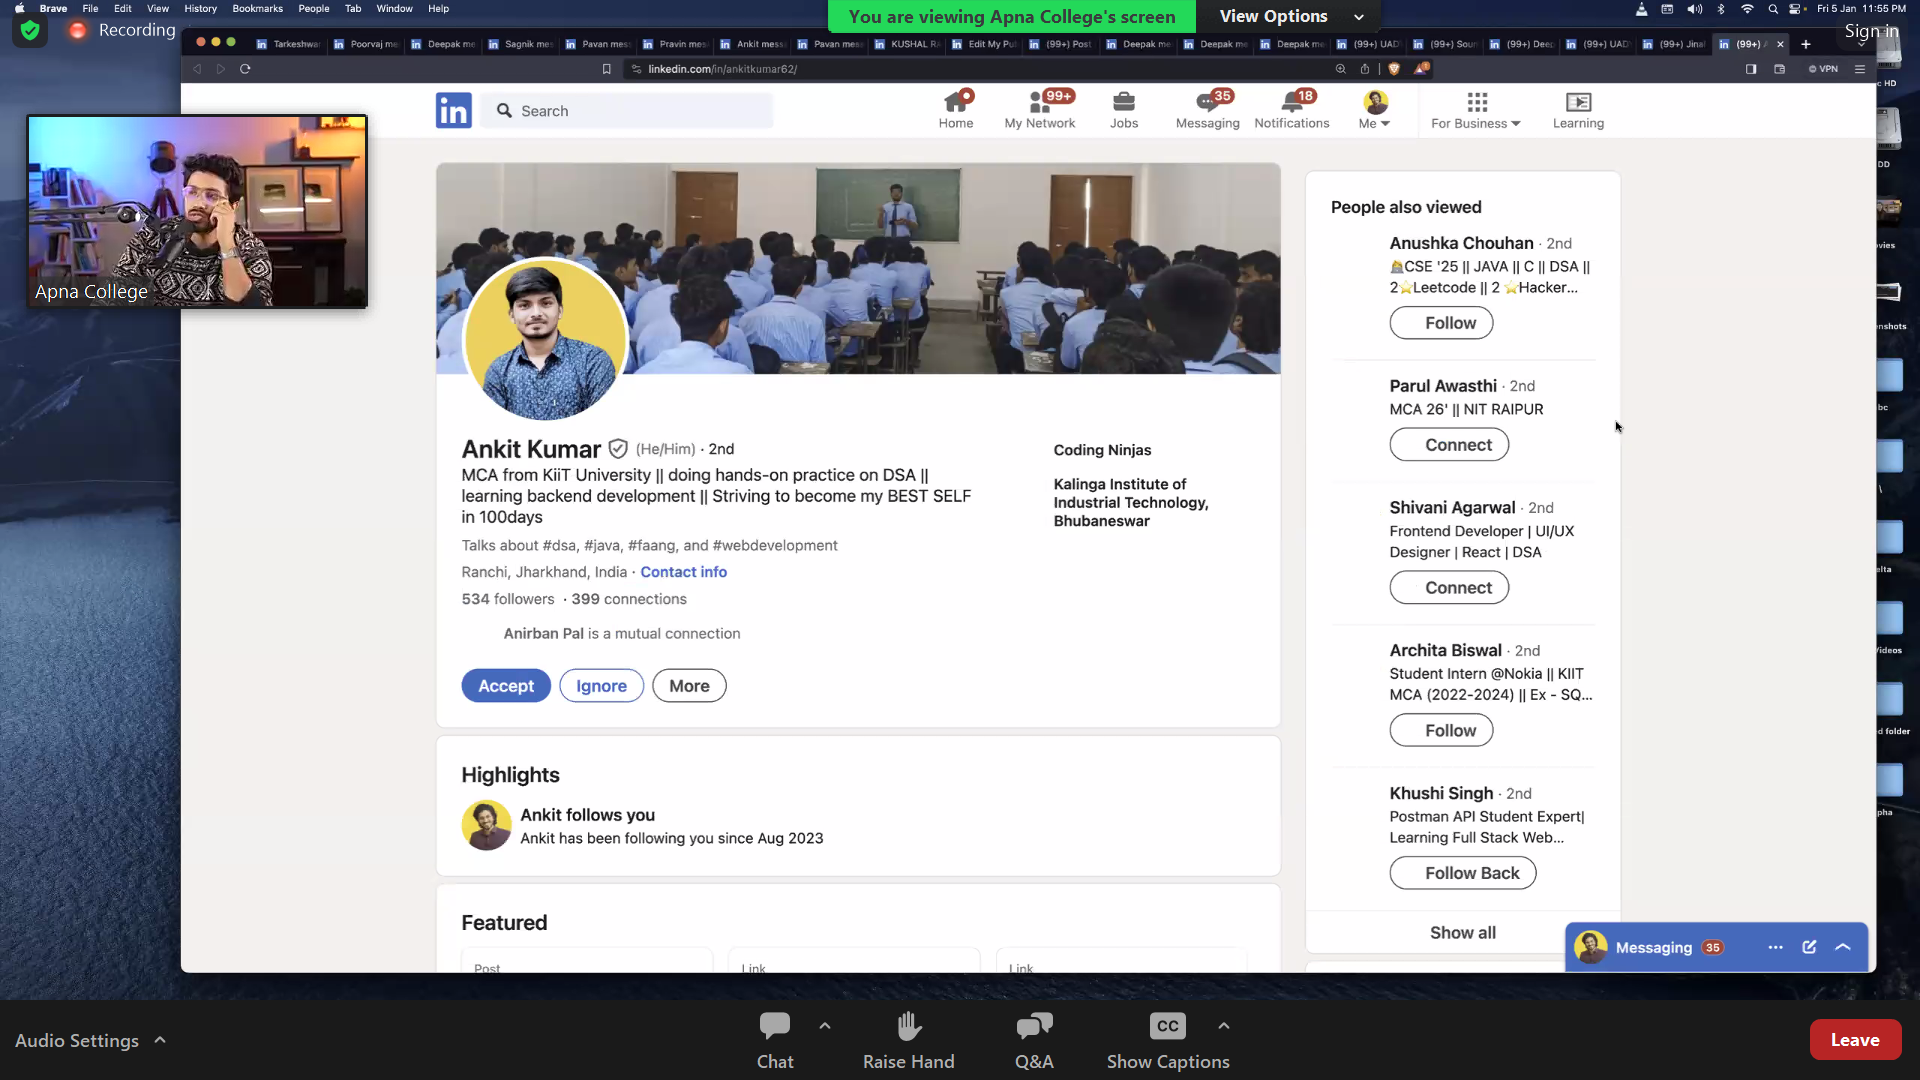 Brave File Edit View History Bookmarks People Tab Window Help
Fri 5 Jan 11:55 PM
Recording
You are viewing Apna College's screen
View Options
Sign in
Tarkeshwa
Poorvaj me
Deepak me
Sagnik mes
Pavan mess
Pravin mes
Ankit mess
Pavan mess
KUSHAL R
Edit My Pu
(99+) Post
Deepak me
Deepak me
Deepak me
(99+) UAD
(99+) Sour
(99+) Deep
(99+) UAD
(99+) Jinal
(99+)
linkedin.com/in/ankitkumar62/
VPN
in
Search
Home
99+
My Network
Jobs
35
Messaging
18
Notifications
Me
For Business
Learning
Apna College
Ankit Kumar (He/Him) · 2nd
MCA from KiiT University || doing hands-on practice on DSA ||
learning backend development || Striving to become my BEST SELF
in 100days
Talks about #dsa, #java, #faang, and #webdevelopment
Ranchi, Jharkhand, India · Contact info
534 followers · 399 connections
Anirban Pal is a mutual connection
Accept
Ignore
More
Coding Ninjas
Kalinga Institute of
Industrial Technology,
Bhubaneswar
Highlights
Ankit follows you
Ankit has been following you since Aug 2023
Featured
Post
Link
Link
People also viewed
Anushka Chouhan · 2nd
CSE '25 || JAVA || C || DSA ||
2⭐Leetcode || 2 ⭐Hacker...
Follow
Parul Awasthi · 2nd
MCA 26' || NIT RAIPUR
Connect
Shivani Agarwal · 2nd
Frontend Developer | UI/UX
Designer | React | DSA
Connect
Archita Biswal · 2nd
Student Intern @Nokia || KIIT
MCA (2022-2024) || Ex - SQ...
Follow
Khushi Singh · 2nd
Postman API Student Expert|
Learning Full Stack Web...
Follow Back
Show all
Messaging 35
c HD
DD
ovies
nshots
bc
elta
Videos
d folder
pha
Audio Settings
Chat
Raise Hand
Q&A
CC
Show Captions
Leave